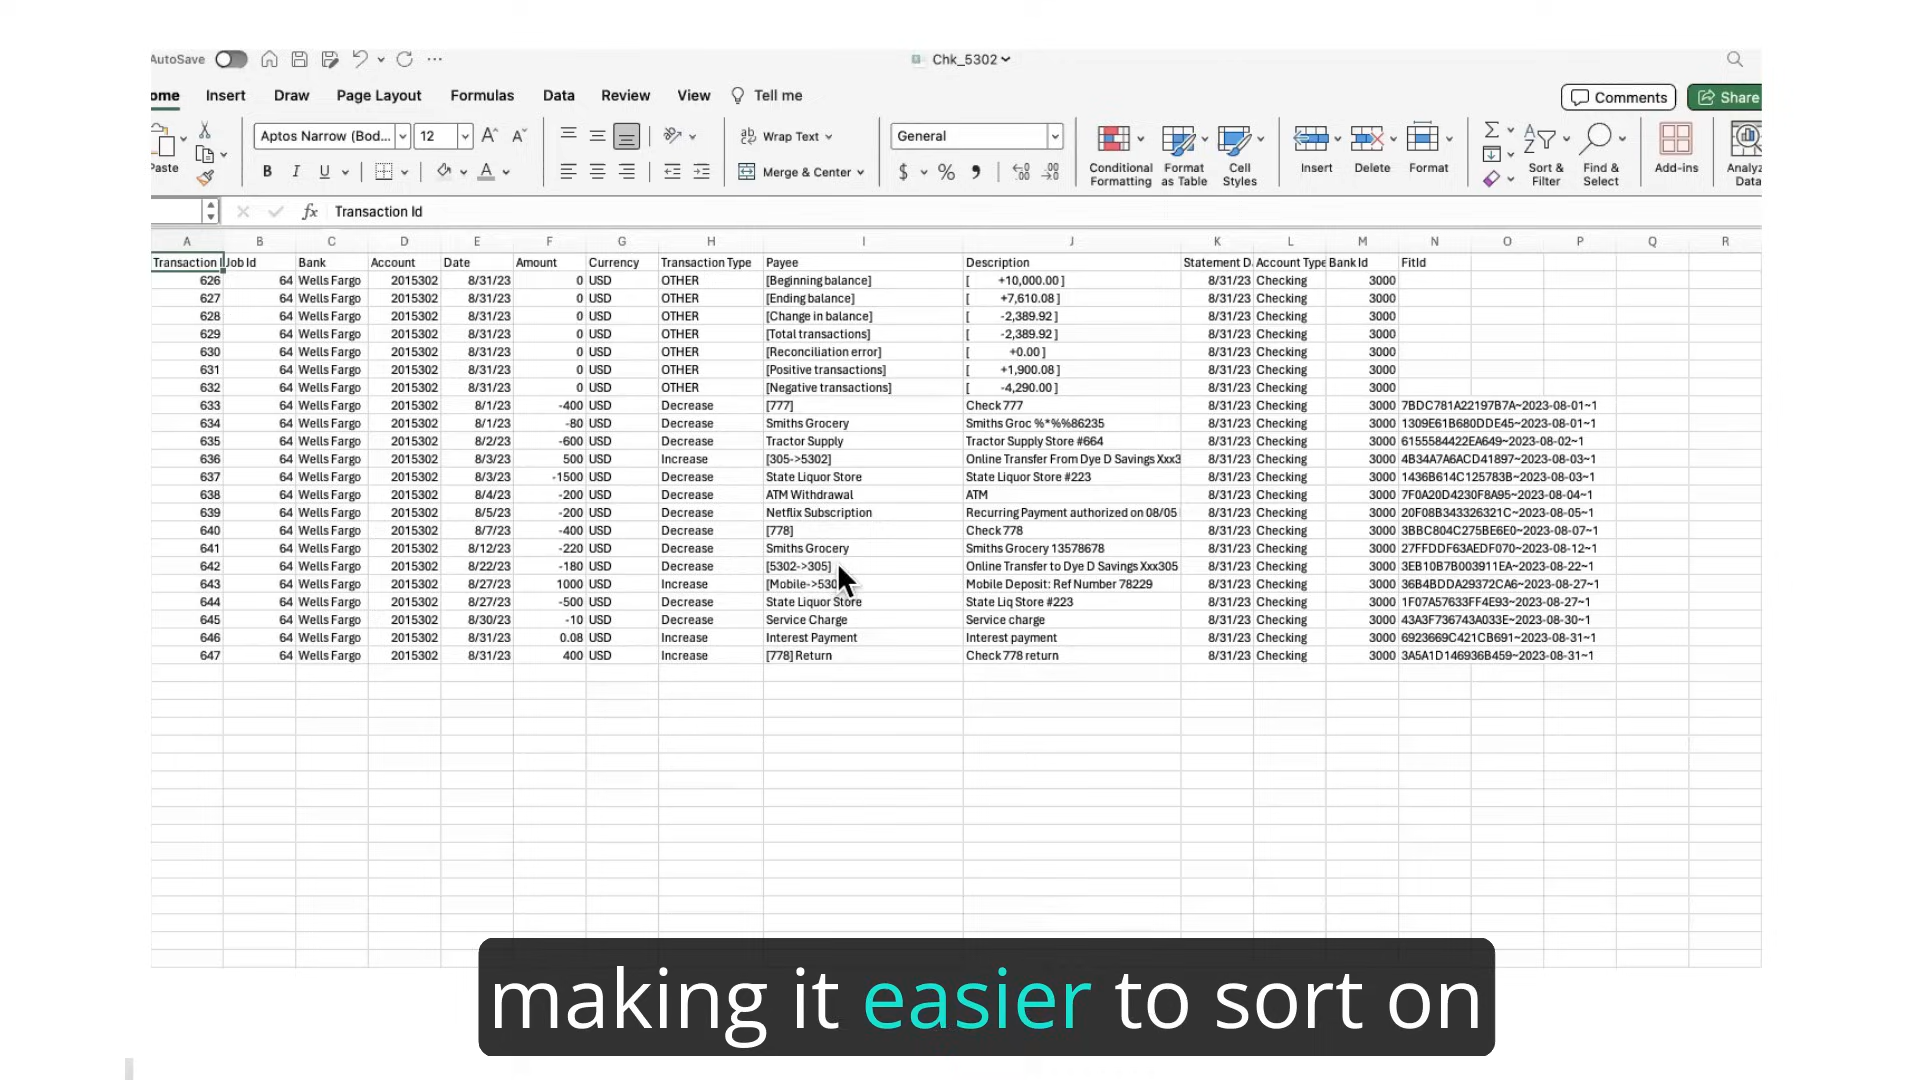 AutoSave Chk_5302
ome Insert Draw Page Layout Formulas Data Review View Tell me Comments Share
Paste Aptos Narrow (Bod... 12 Wrap Text General
B I U Merge & Center $ % Conditional Formatting Format as Table Cell Styles Insert Delete Format Sort & Filter Find & Select Add-ins Analyz Data
fx Transaction Id
A B C D E F G H I J K L M N O P Q R
Transaction I Job Id Bank Account Date Amount Currency Transaction Type Payee Description Statement D Account Type Bank Id FitId
626 64 Wells Fargo 2015302 8/31/23 0 USD OTHER [Beginning balance] [ +10,000.00 ] 8/31/23 Checking 3000
627 64 Wells Fargo 2015302 8/31/23 0 USD OTHER [Ending balance] [ +7,610.08 ] 8/31/23 Checking 3000
628 64 Wells Fargo 2015302 8/31/23 0 USD OTHER [Change in balance] [ -2,389.92 ] 8/31/23 Checking 3000
629 64 Wells Fargo 2015302 8/31/23 0 USD OTHER [Total transactions] [ -2,389.92 ] 8/31/23 Checking 3000
630 64 Wells Fargo 2015302 8/31/23 0 USD OTHER [Reconciliation error] [ +0.00 ] 8/31/23 Checking 3000
631 64 Wells Fargo 2015302 8/31/23 0 USD OTHER [Positive transactions] [ +1,900.08 ] 8/31/23 Checking 3000
632 64 Wells Fargo 2015302 8/31/23 0 USD OTHER [Negative transactions] [ -4,290.00 ] 8/31/23 Checking 3000
633 64 Wells Fargo 2015302 8/1/23 -400 USD Decrease [777] Check 777 8/31/23 Checking 3000 7BDC781A22197B7A~2023-08-01~1
634 64 Wells Fargo 2015302 8/1/23 -80 USD Decrease Smiths Grocery Smiths Groc %*%%86235 8/31/23 Checking 3000 1309E61B680DDE45~2023-08-01~1
635 64 Wells Fargo 2015302 8/2/23 -600 USD Decrease Tractor Supply Tractor Supply Store #664 8/31/23 Checking 3000 6155584422EA649~2023-08-02~1
636 64 Wells Fargo 2015302 8/3/23 500 USD Increase [305->5302] Online Transfer From Dye D Savings Xxx3 8/31/23 Checking 3000 4B34A7A6ACD41897~2023-08-03~1
637 64 Wells Fargo 2015302 8/3/23 -1500 USD Decrease State Liquor Store State Liquor Store #223 8/31/23 Checking 3000 1436B614C125783B~2023-08-03~1
638 64 Wells Fargo 2015302 8/4/23 -200 USD Decrease ATM Withdrawal ATM 8/31/23 Checking 3000 7F0A20D4230F8A95~2023-08-04~1
639 64 Wells Fargo 2015302 8/5/23 -200 USD Decrease Netflix Subscription Recurring Payment authorized on 08/05 8/31/23 Checking 3000 20F08B343326321C~2023-08-05~1
640 64 Wells Fargo 2015302 8/7/23 -400 USD Decrease [778] Check 778 8/31/23 Checking 3000 3BBC804C275BE6E0~2023-08-07~1
641 64 Wells Fargo 2015302 8/12/23 -220 USD Decrease Smiths Grocery Smiths Grocery 13578678 8/31/23 Checking 3000 27FFDDF63AEDF070~2023-08-12~1
642 64 Wells Fargo 2015302 8/22/23 -180 USD Decrease [5302->305] Online Transfer to Dye D Savings Xxx305 8/31/23 Checking 3000 3EB10B7B003911EA~2023-08-22~1
643 64 Wells Fargo 2015302 8/27/23 1000 USD Increase [Mobile->530 Mobile Deposit: Ref Number 78229 8/31/23 Checking 3000 36B4BDDA29372CA6~2023-08-27~1
644 64 Wells Fargo 2015302 8/27/23 -500 USD Decrease State Liquor Store State Liq Store #223 8/31/23 Checking 3000 1F07A57633FF4E93~2023-08-27~1
645 64 Wells Fargo 2015302 8/30/23 -10 USD Decrease Service Charge Service charge 8/31/23 Checking 3000 43A3F736743A033E~2023-08-30~1
646 64 Wells Fargo 2015302 8/31/23 0.08 USD Increase Interest Payment Interest payment 8/31/23 Checking 3000 6923669C421CB691~2023-08-31~1
647 64 Wells Fargo 2015302 8/31/23 400 USD Increase [778] Return Check 778 return 8/31/23 Checking 3000 3A5A1D146936B459~2023-08-31~1
making it easier to sort on